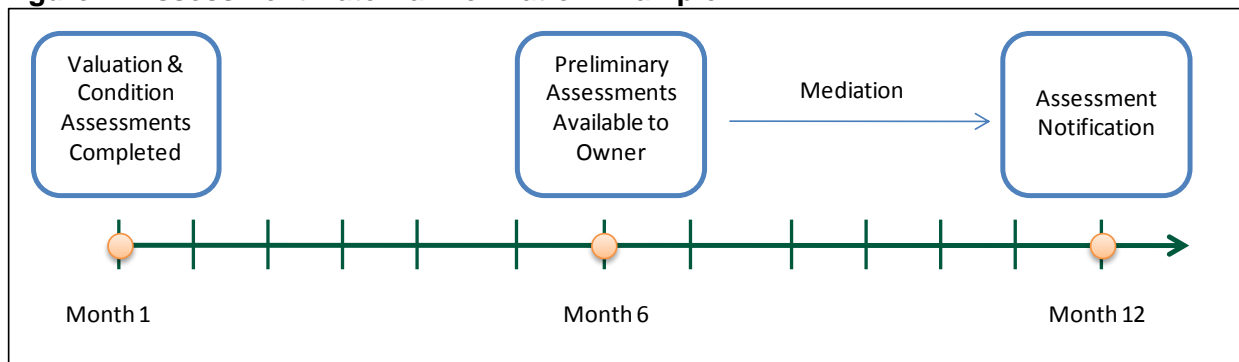 Valuation &
Condition
Assessments
Completed
Preliminary
Assessments
Available to
Owner
Mediation
Assessment
Notification
Month 1
Month 6
Month 12